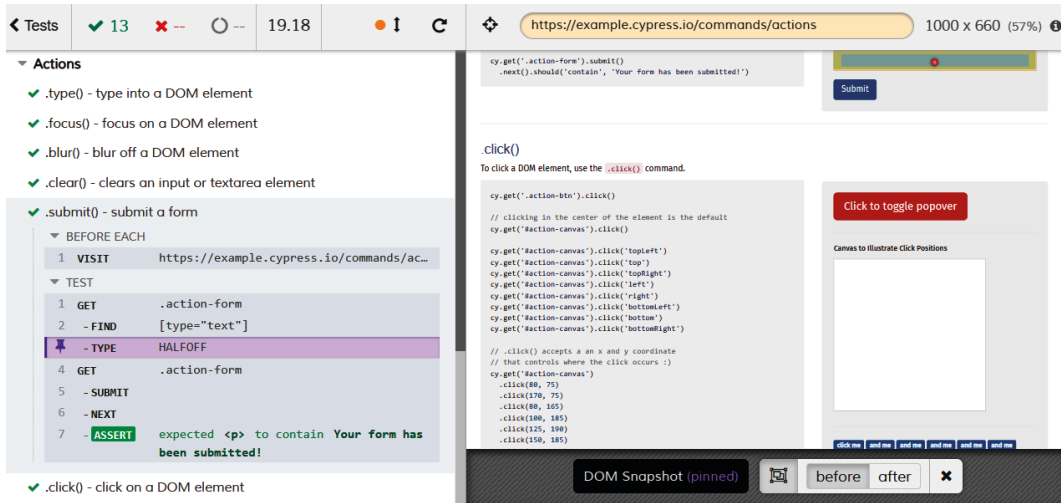 Tests 13 -- -- 19.18
https://example.cypress.io/commands/actions 1000 x 660 (57%)
Actions
.type() - type into a DOM element
.focus() - focus on a DOM element
.blur() - blur off a DOM element
.clear() - clears an input or textarea element
.submit() - submit a form
BEFORE EACH
1 VISIT https://example.cypress.io/commands/ac…
TEST
1 GET .action-form
2 - FIND [type="text"]
- TYPE HALFOFF
4 GET .action-form
5 - SUBMIT
6 - NEXT
7 - ASSERT expected <p> to contain Your form has
been submitted!
.click() - click on a DOM element
cy.get('.action-form').submit()
.next().should('contain', 'Your form has been submitted!')
Submit
.click()
To click a DOM element, use the .click() command.
cy.get('.action-btn').click()
// clicking in the center of the element is the default
cy.get('#action-canvas').click()
cy.get('#action-canvas').click('topLeft')
cy.get('#action-canvas').click('top')
cy.get('#action-canvas').click('topRight')
cy.get('#action-canvas').click('left')
cy.get('#action-canvas').click('right')
cy.get('#action-canvas').click('bottomLeft')
cy.get('#action-canvas').click('bottom')
cy.get('#action-canvas').click('bottomRight')
// .click() accepts a an x and y coordinate
// that controls where the click occurs :)
cy.get('#action-canvas')
.click(80, 75)
.click(170, 75)
.click(80, 165)
.click(100, 185)
.click(125, 190)
.click(150, 185)
Click to toggle popover
Canvas to Illustrate Click Positions
click me and me and me and me and me and me
DOM Snapshot (pinned) before after